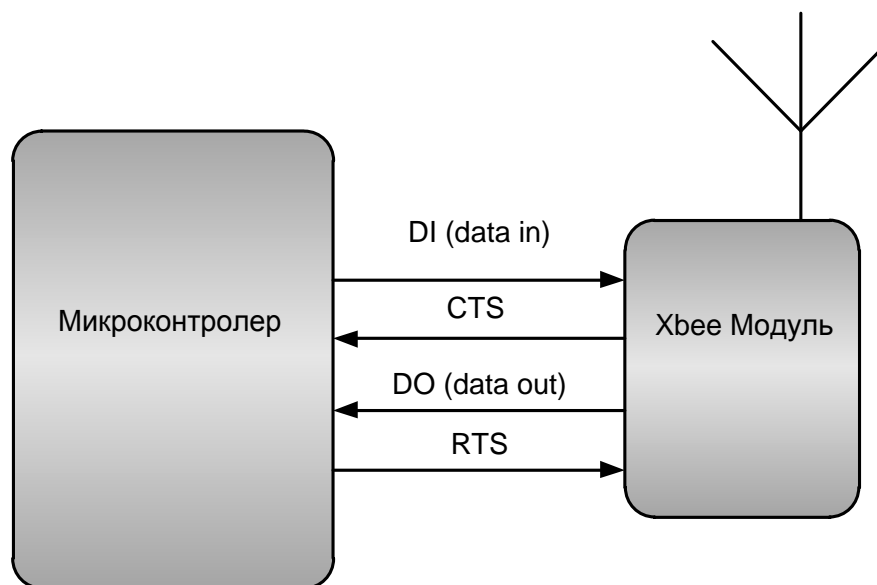 DI (data in)
Микроконтролер
CTS
Xbee Модуль
DO (data out)
RTS